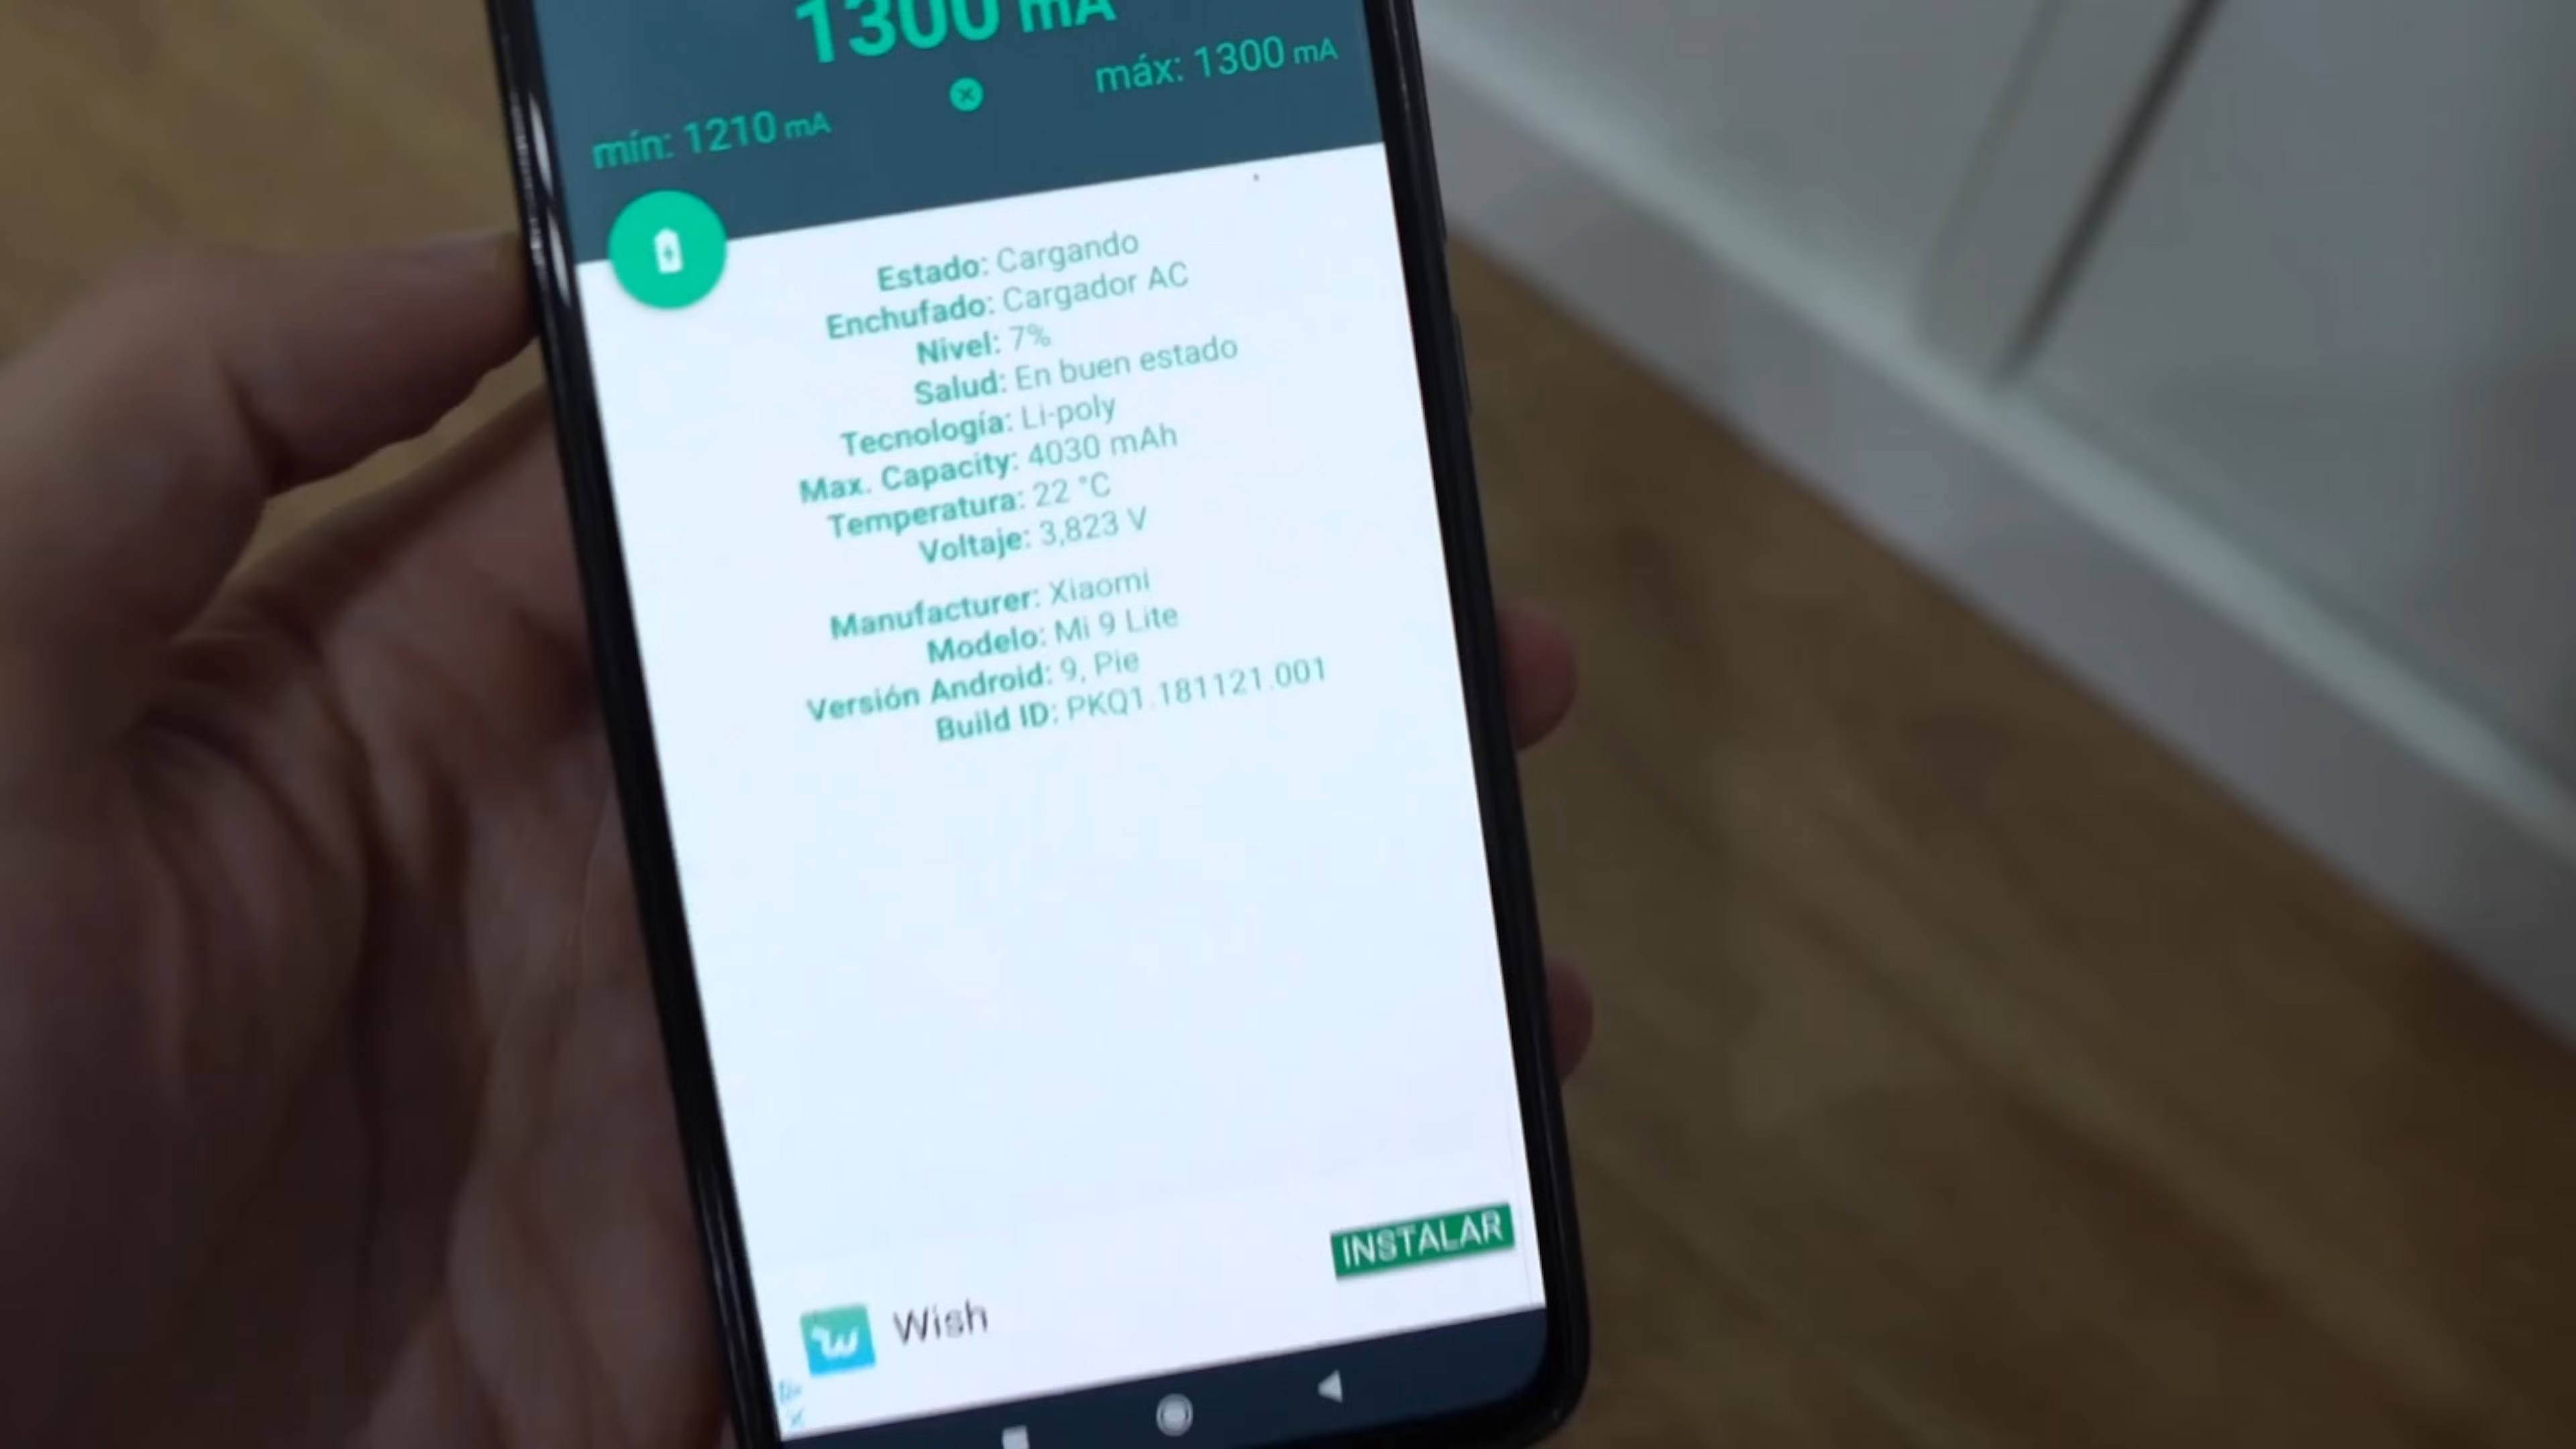 1300 mA
mín: 1210 mA
máx: 1300 mA
Estado: Cargando
Enchufado: Cargador AC
Nivel: 7%
Salud: En buen estado
Tecnología: Li-poly
Max. Capacity: 4030 mAh
Temperatura: 22 °C
Voltaje: 3,823 V
Manufacturer: Xiaomi
Modelo: Mi 9 Lite
Versión Android: 9, Pie
Build ID: PKQ1.181121.001
INSTALAR
w Wish